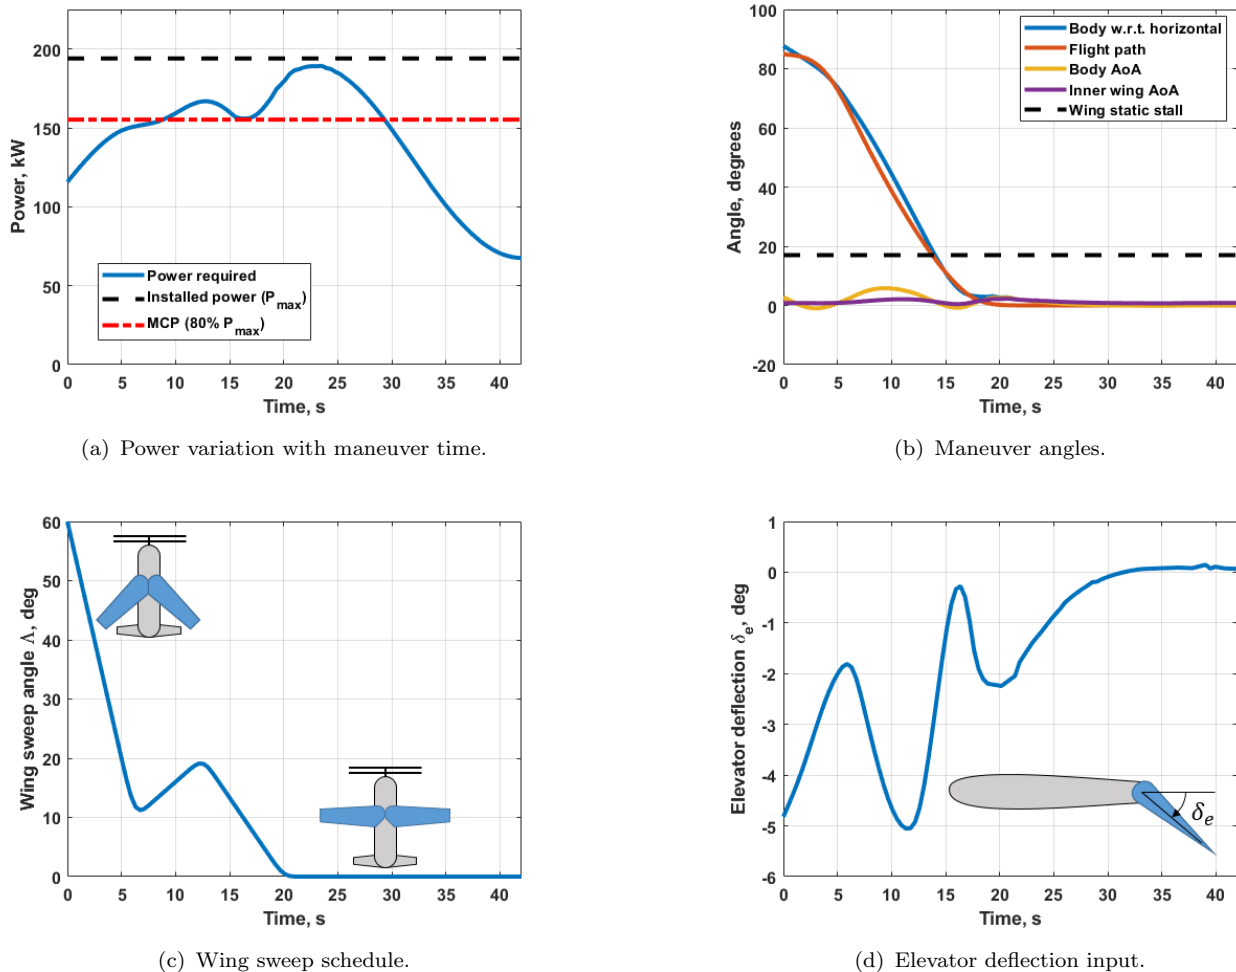 200
150
100
50
0
Power, kW
Power required
Installed power (Pmax)
MCP (80% Pmax)
0 5 10 15 20 25 30 35 40
Time, s
(a) Power variation with maneuver time.
100
80
60
40
20
0
-20
Angle, degrees
Body w.r.t. horizontal
Flight path
Body AoA
Inner wing AoA
Wing static stall
0 5 10 15 20 25 30 35 40
Time, s
(b) Maneuver angles.
60
50
40
30
20
10
0
Wing sweep angle Λ, deg
0 5 10 15 20 25 30 35 40
Time, s
(c) Wing sweep schedule.
1
0
-1
-2
-3
-4
-5
-6
Elevator deflection δe, deg
δe
0 5 10 15 20 25 30 35 40
Time, s
(d) Elevator deflection input.